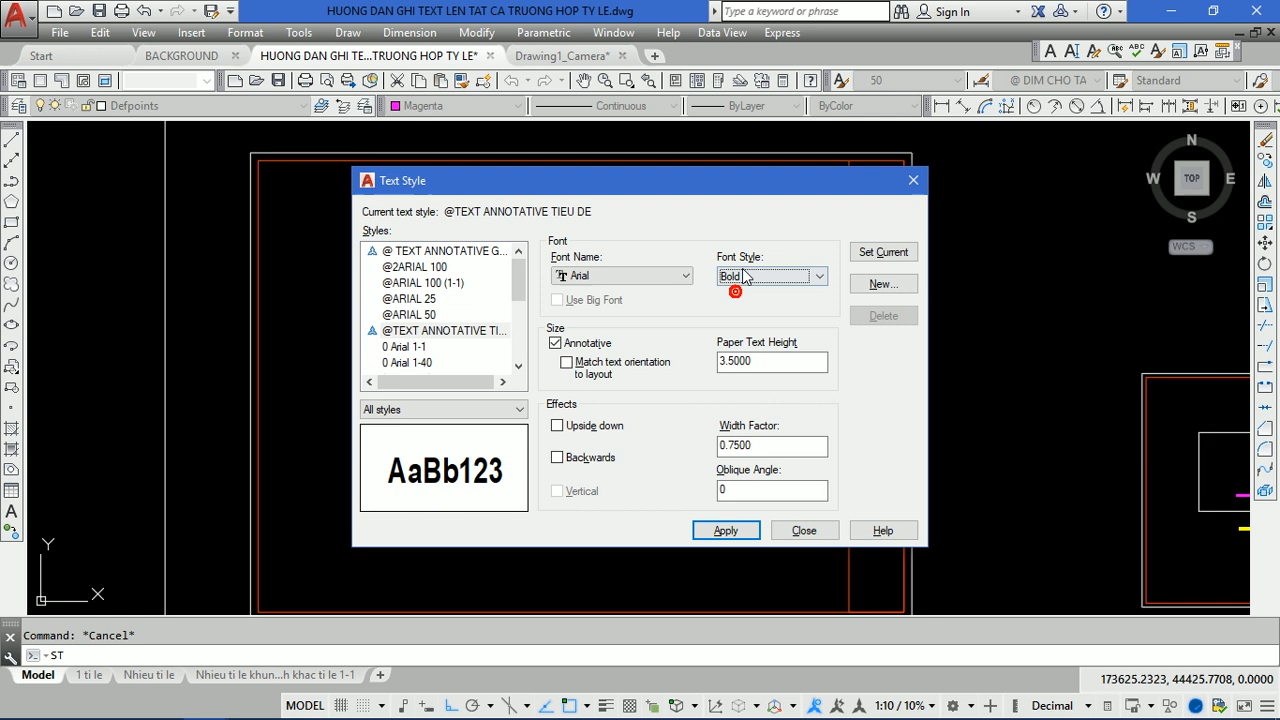 HUONG DAN GHI TEXT LEN TAT CA TRUONG HOP TY LE.dwg
Type a keyword or phrase
Sign In
File Edit View Insert Format Tools Draw Dimension Modify Parametric Window Help Data View Express
Start
BACKGROUND
HUONG DAN GHI TE...TRUONG HOP TY LE*
Drawing1_Camera*
50
@ DIM CHO TA
Standard
Defpoints
Magenta
Continuous
ByLayer
ByColor
N
W
TOP
E
S
WCS
Text Style
Current text style: @TEXT ANNOTATIVE TIEU DE
Styles:
@ TEXT ANNOTATIVE G...
@2ARIAL 100
@ARIAL 100 (1-1)
@ARIAL 25
@ARIAL 50
@TEXT ANNOTATIVE TI...
0 Arial 1-1
0 Arial 1-40
All styles
AaBb123
Font
Font Name:
Arial
Use Big Font
Font Style:
Bold
Size
Annotative
Match text orientation
to layout
Paper Text Height
3.5000
Effects
Upside down
Backwards
Vertical
Width Factor:
0.7500
Oblique Angle:
0
Set Current
New...
Delete
Apply
Close
Help
Y
X
Command: *Cancel*
ST
Model
1 ti le
Nhieu ti le
Nhieu ti le khun...h khac ti le 1-1
173625.2323, 44425.7708, 0.0000
MODEL
1:10 / 10%
Decimal